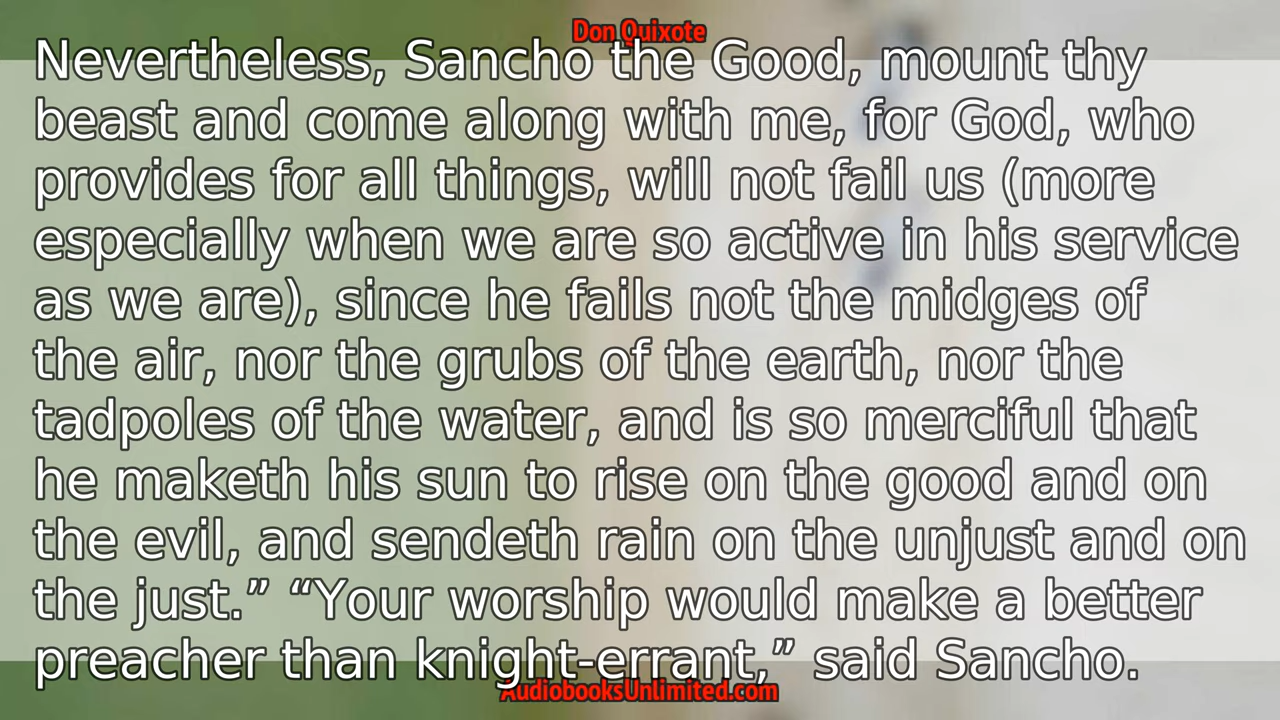 Don Quixote
Nevertheless, Sancho the Good, mount thy
beast and come along with me, for God, who
provides for all things, will not fail us (more
especially when we are so active in his service
as we are), since he fails not the midges of
the air, nor the grubs of the earth, nor the
tadpoles of the water, and is so merciful that
he maketh his sun to rise on the good and on
the evil, and sendeth rain on the unjust and on
the just.” “Your worship would make a better
preacher than knight-errant,” said Sancho.
AudiobooksUnlimited.com